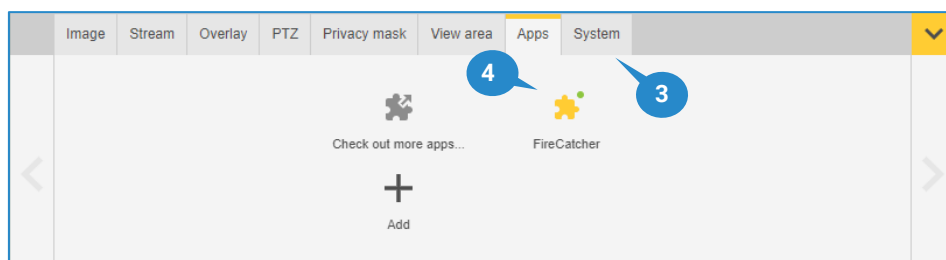 Image Stream Overlay PTZ Privacy mask View area Apps System
4
3
Check out more apps... FireCatcher
Add